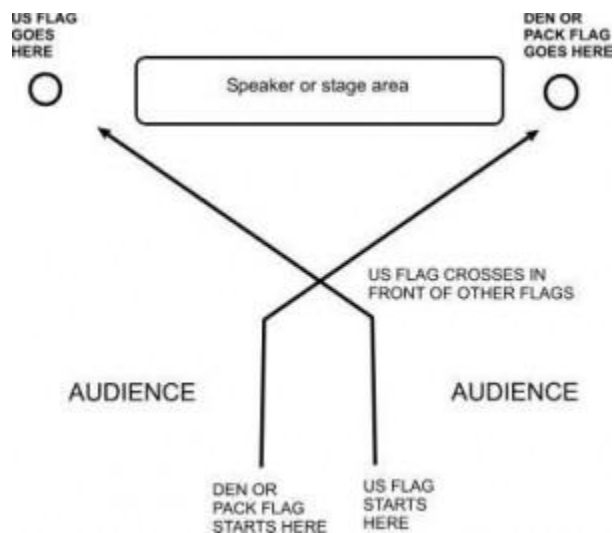 US FLAG
GOES
HERE
DEN OR
PACK FLAG
GOES HERE
Speaker or stage area
US FLAG CROSSES IN
FRONT OF OTHER FLAGS
AUDIENCE
AUDIENCE
DEN OR
PACK FLAG
STARTS HERE
US FLAG
STARTS
HERE